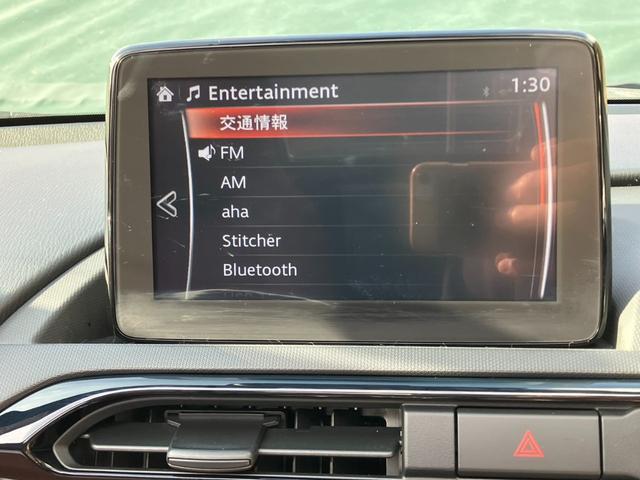 Entertainment 1:30
交通情報
FM
AM
aha
Stitcher
Bluetooth